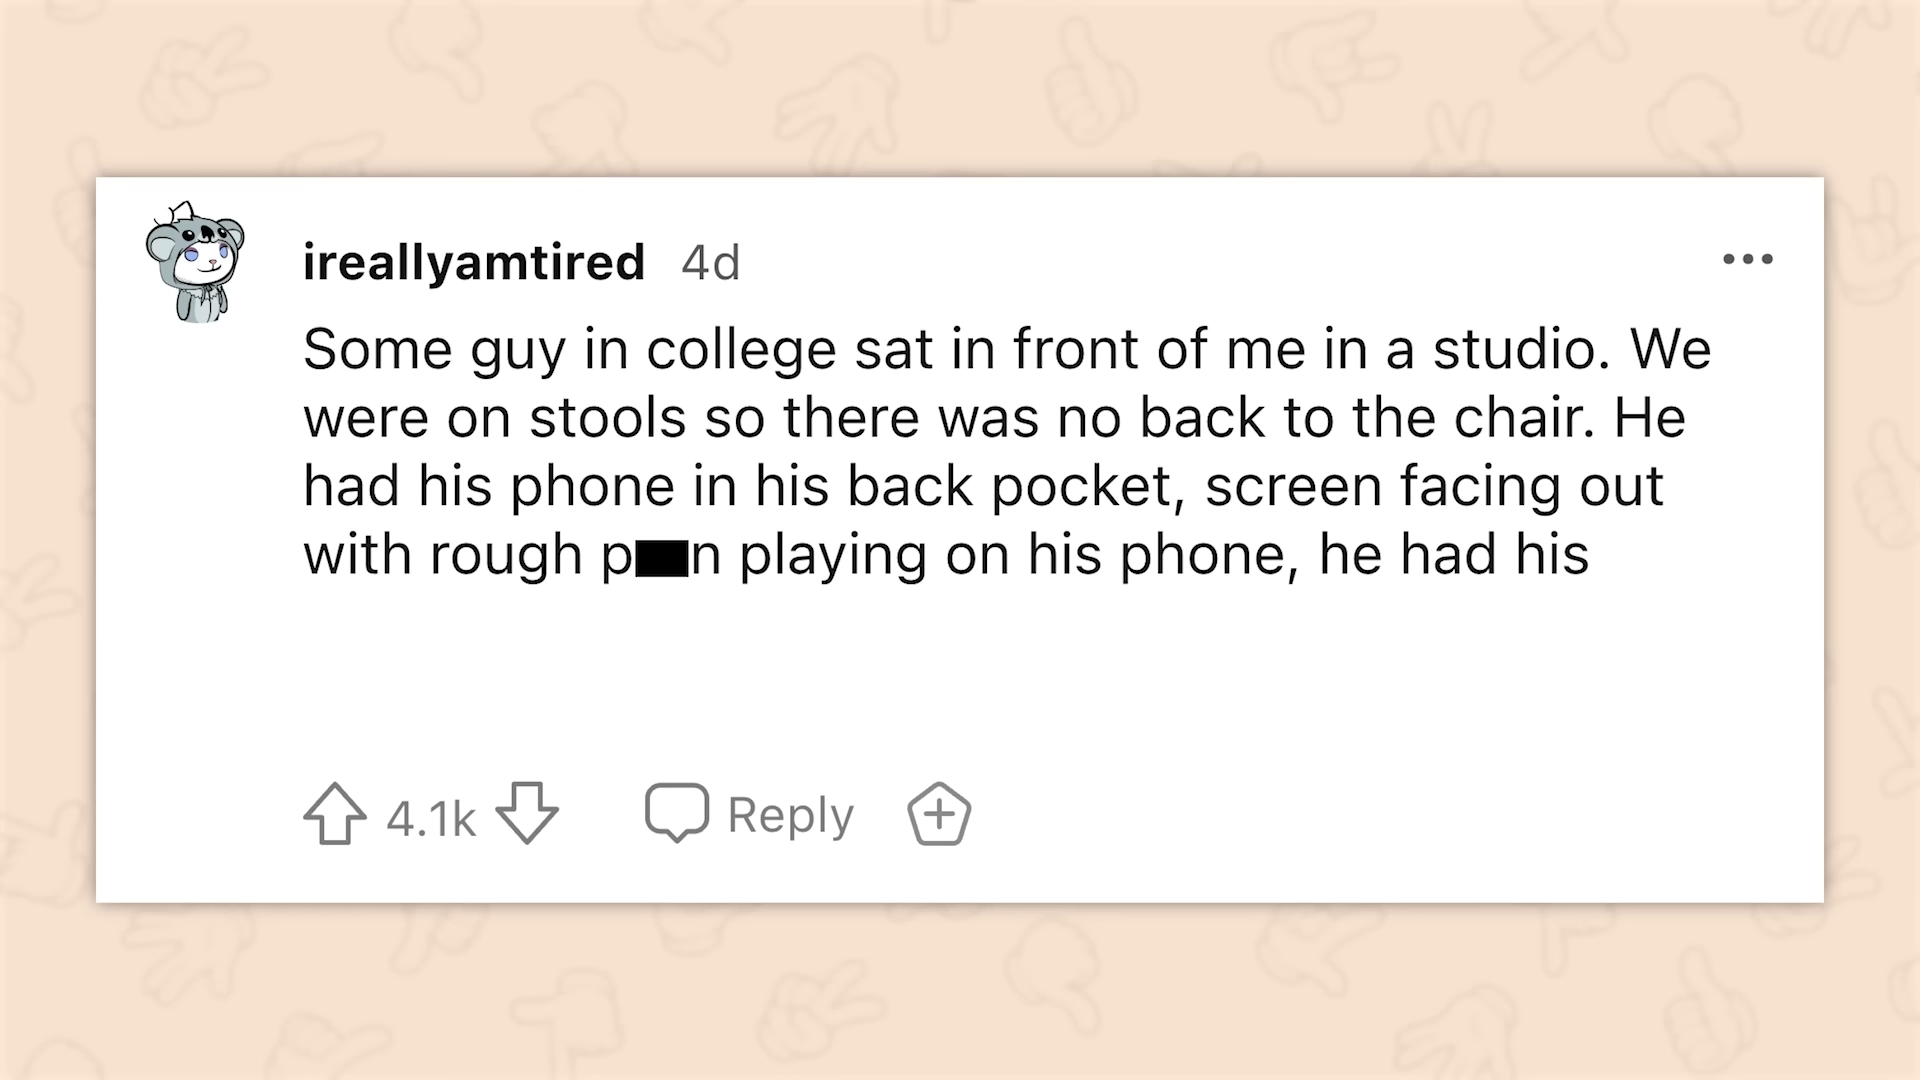 ireallyamtired 4d
Some guy in college sat in front of me in a studio. We
were on stools so there was no back to the chair. He
had his phone in his back pocket, screen facing out
with rough p■n playing on his phone, he had his
4.1k Reply